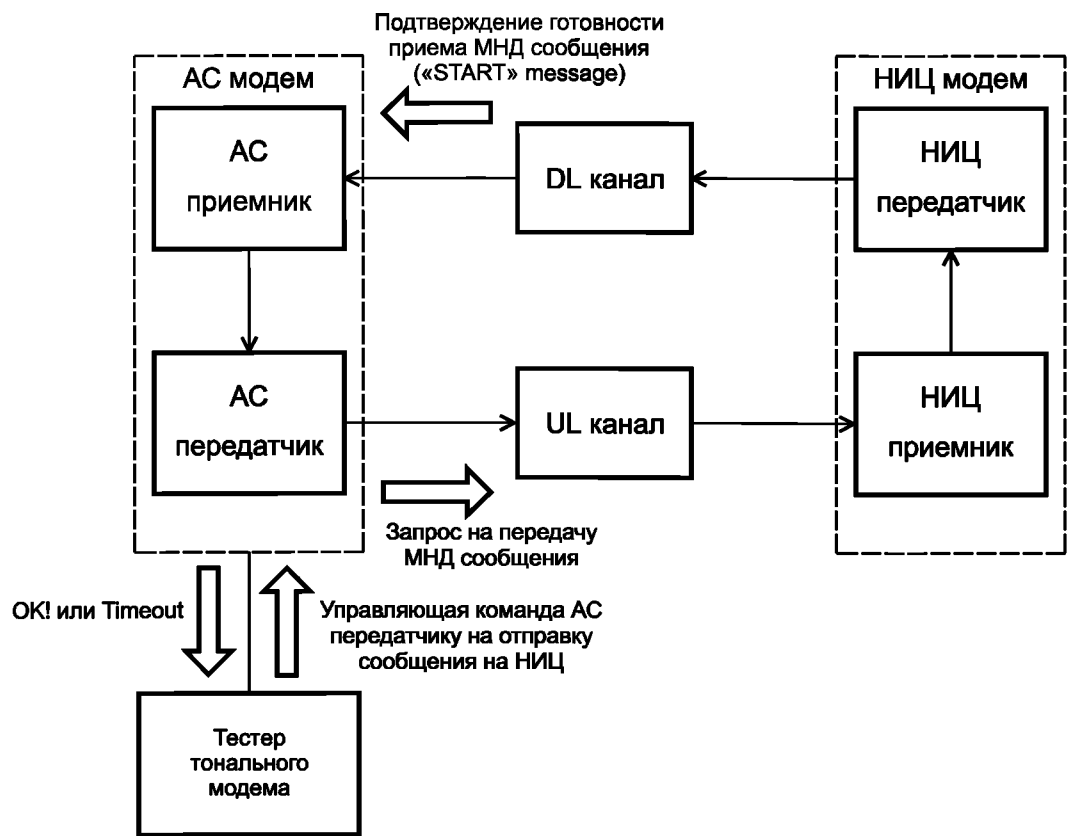 Подтверждение готовности
приема МНД сообщения
(«START» message)
АС модем
НИЦ модем
АС
приемник
DL канал
НИЦ
передатчик
АС
передатчик
UL канал
НИЦ
приемник
Запрос на передачу
МНД сообщения
OK! или Timeout
Управляющая команда АС
передатчику на отправку
сообщения на НИЦ
Тестер
тонального
модема